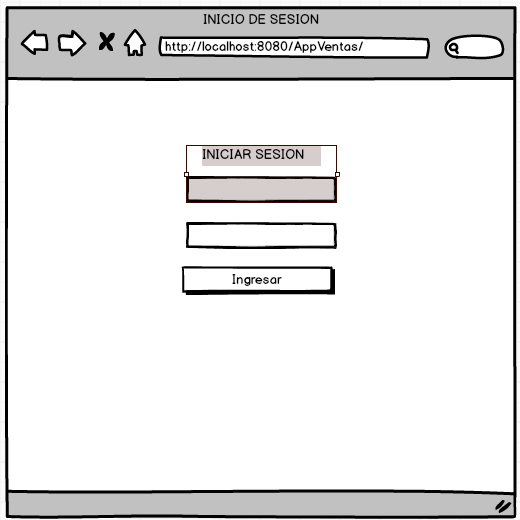 INICIO DE SESION
http://localhost:8080/AppVentas/
INICIAR SESION
Ingresar